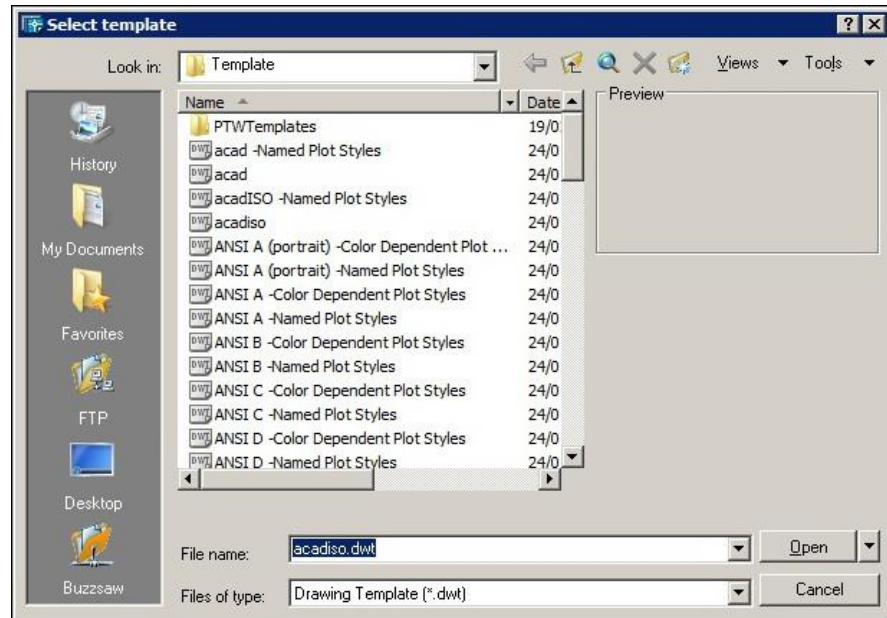 Select template
Look in: Template Views Tools
Name Date
PTWTemplates 19/0
acad -Named Plot Styles 24/0
acad 24/0
acadISO -Named Plot Styles 24/0
acadiso 24/0
ANSI A (portrait) -Color Dependent Plot ... 24/0
ANSI A (portrait) -Named Plot Styles 24/0
ANSI A -Color Dependent Plot Styles 24/0
ANSI A -Named Plot Styles 24/0
ANSI B -Color Dependent Plot Styles 24/0
ANSI B -Named Plot Styles 24/0
ANSI C -Color Dependent Plot Styles 24/0
ANSI C -Named Plot Styles 24/0
ANSI D -Color Dependent Plot Styles 24/0
ANSI D -Named Plot Styles 24/0
Preview
History
My Documents
Favorites
FTP
Desktop
Buzzsaw
File name: acadiso.dwt Open
Files of type: Drawing Template (*.dwt) Cancel